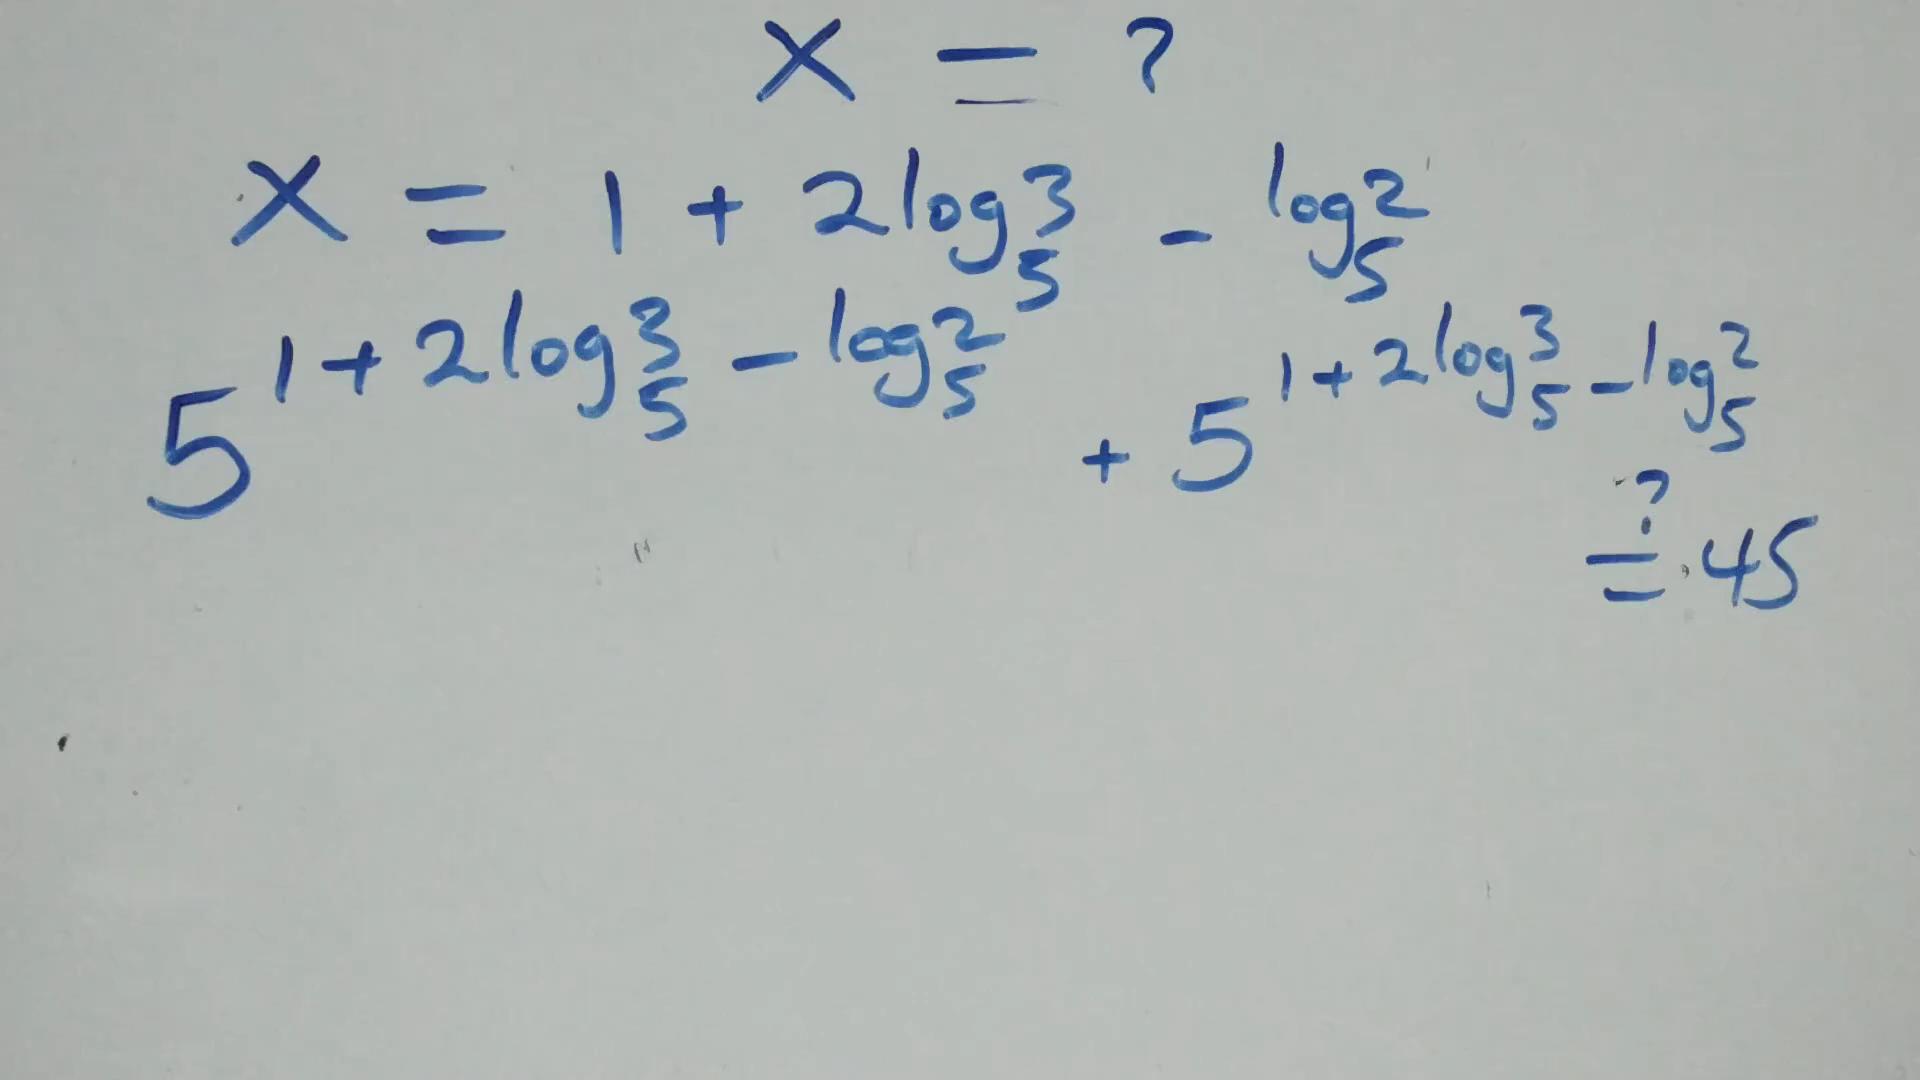 x = ?
x = 1 + 2log₅3 - log₅2
5^(1 + 2log₅3 - log₅2) + 5^(1 + 2log₅3 - log₅2)
?
= 45